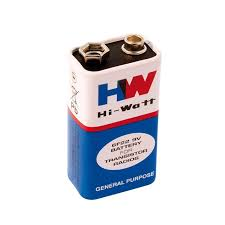 HW
Hi-Watt
6F22 9V
BATTERY
FOR
TRANSISTOR
RADIOS
GENERAL PURPOSE